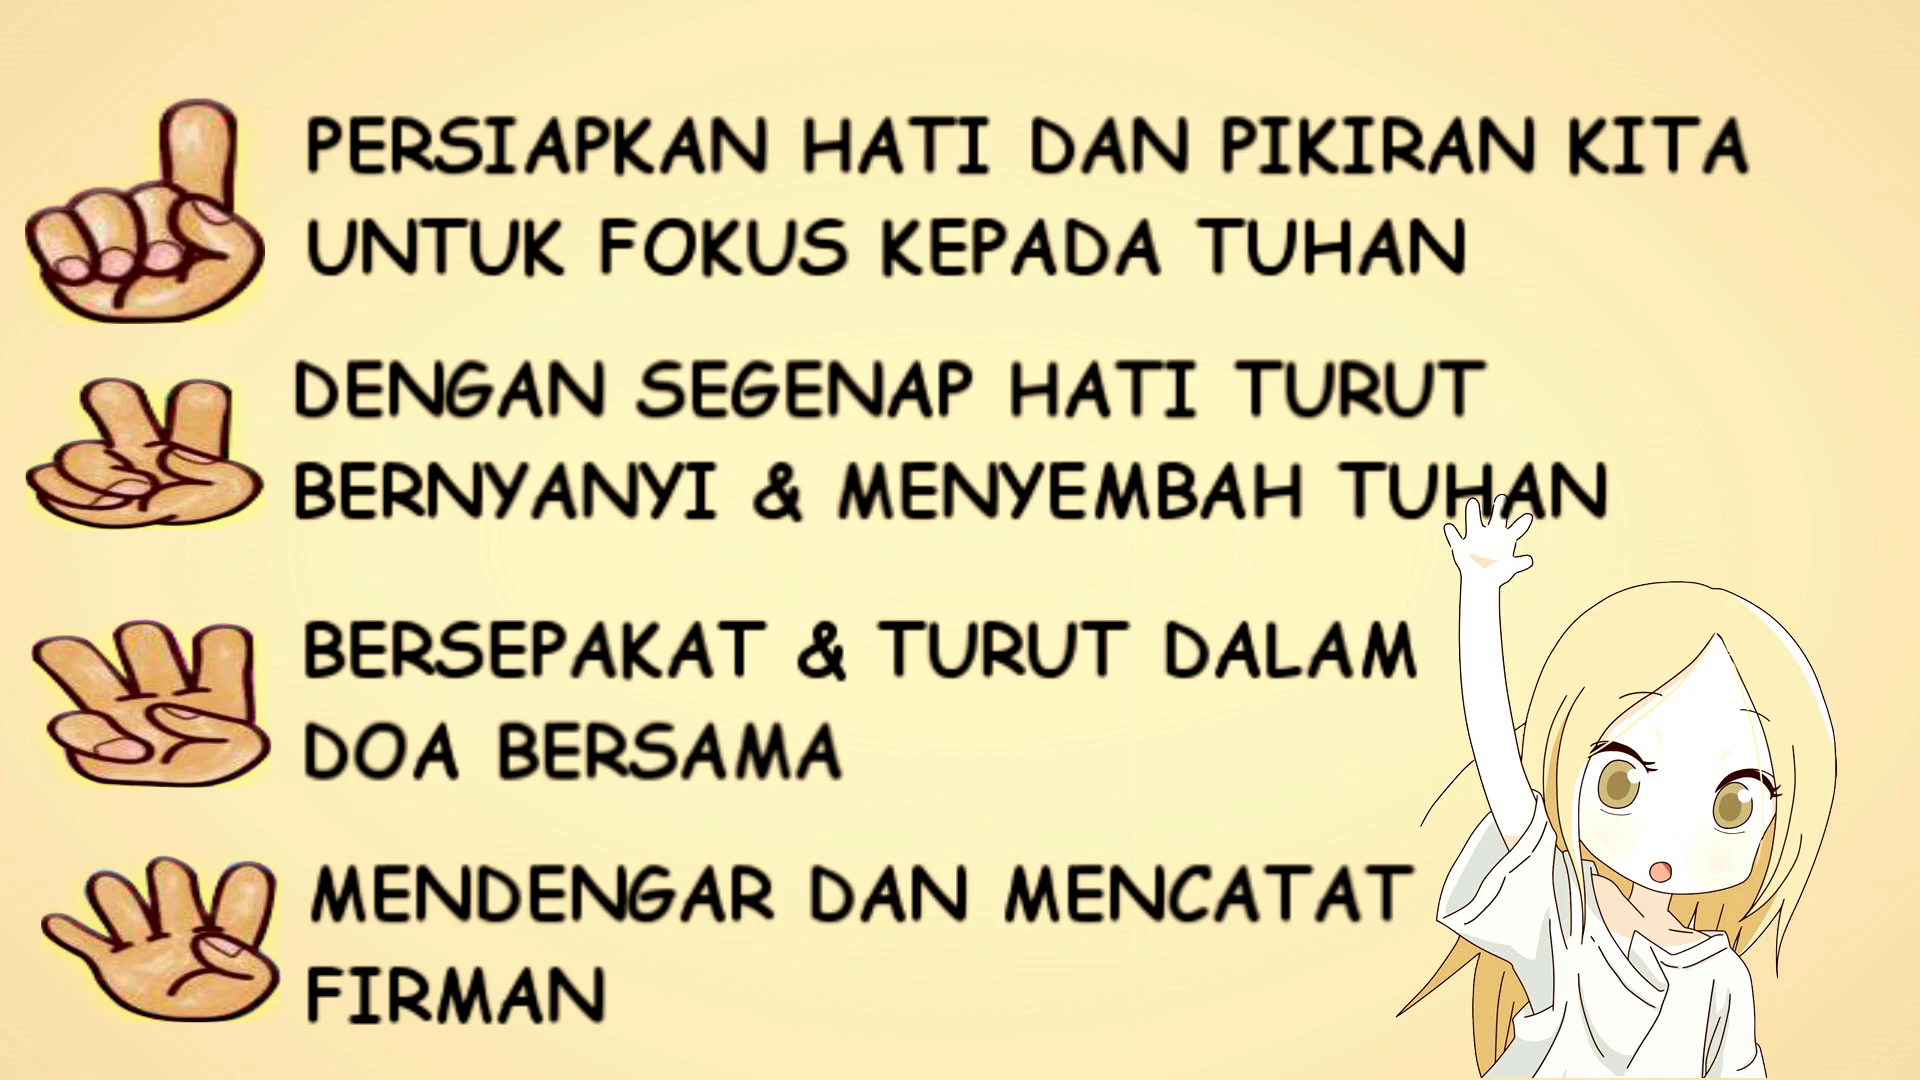 PERSIAPKAN HATI DAN PIKIRAN KITA
UNTUK FOKUS KEPADA TUHAN
DENGAN SEGENAP HATI TURUT
BERNYANYI & MENYEMBAH TUHAN
BERSEPAKAT & TURUT DALAM
DOA BERSAMA
MENDENGAR DAN MENCATAT
FIRMAN